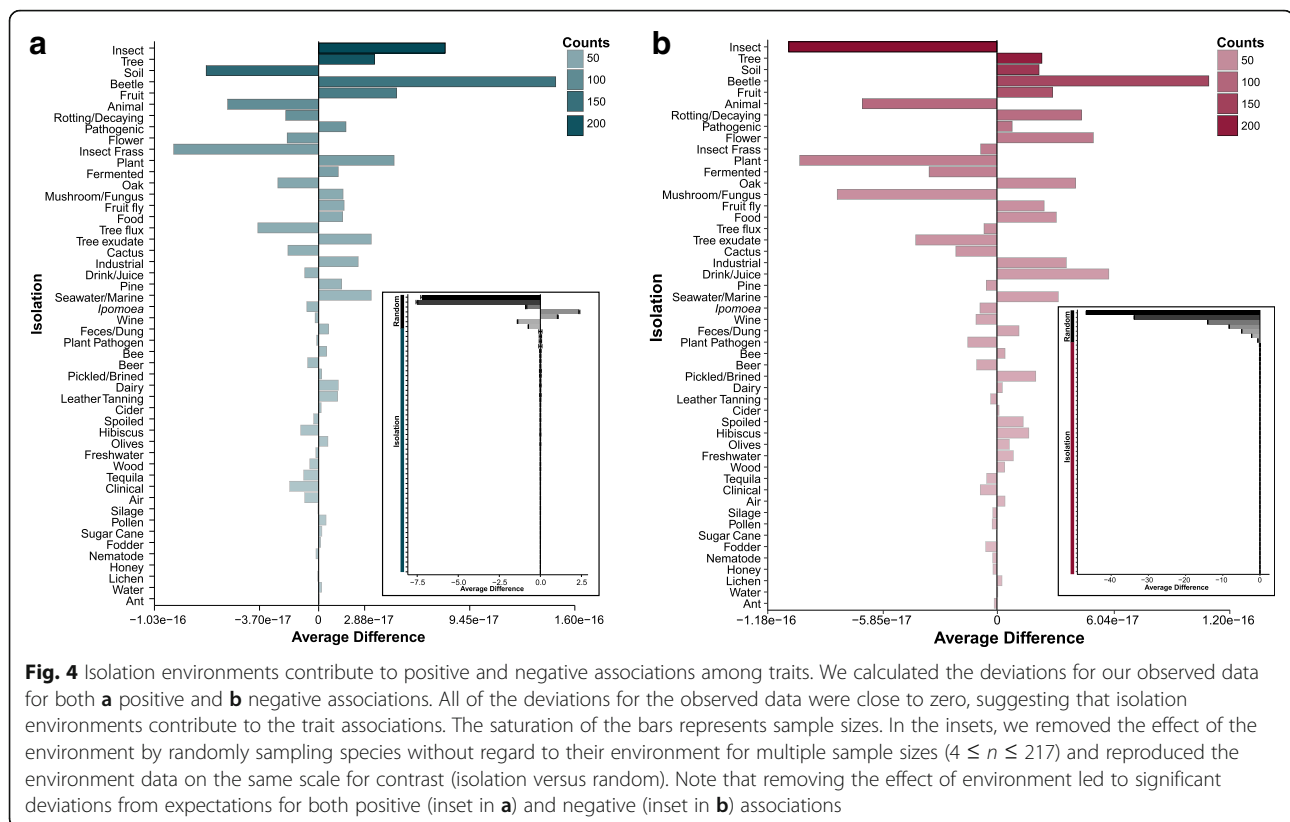 a
Isolation
Insect
Tree
Soil
Beetle
Fruit
Animal
Rotting/Decaying
Pathogenic
Flower
Insect Frass
Plant
Fermented
Oak
Mushroom/Fungus
Fruit fly
Food
Tree flux
Tree exudate
Cactus
Industrial
Drink/Juice
Pine
Seawater/Marine
Ipomoea
Wine
Feces/Dung
Plant Pathogen
Bee
Beer
Pickled/Brined
Dairy
Leather Tanning
Cider
Spoiled
Hibiscus
Olives
Freshwater
Wood
Tequila
Clinical
Air
Silage
Pollen
Sugar Cane
Fodder
Nematode
Honey
Lichen
Water
Ant
−1.03e−16 −3.70e−17 0 2.88e−17 9.45e−17 1.60e−16
Average Difference
Counts
50
100
150
200
Random
Isolation
−7.5 −5.0 −2.5 0.0 2.5
Average Difference
b
Isolation
Insect
Tree
Soil
Beetle
Fruit
Animal
Rotting/Decaying
Pathogenic
Flower
Insect Frass
Plant
Fermented
Oak
Mushroom/Fungus
Fruit fly
Food
Tree flux
Tree exudate
Cactus
Industrial
Drink/Juice
Pine
Seawater/Marine
Ipomoea
Wine
Feces/Dung
Plant Pathogen
Bee
Beer
Pickled/Brined
Dairy
Leather Tanning
Cider
Spoiled
Hibiscus
Olives
Freshwater
Wood
Tequila
Clinical
Air
Silage
Pollen
Sugar Cane
Fodder
Nematode
Honey
Lichen
Water
Ant
−1.18e−16 −5.85e−17 0 6.04e−17 1.20e−16
Average Difference
Counts
50
100
150
200
Random
Isolation
−40 −30 −20 −10 0
Average Difference
Fig. 4 Isolation environments contribute to positive and negative associations among traits. We calculated the deviations for our observed data
for both a positive and b negative associations. All of the deviations for the observed data were close to zero, suggesting that isolation
environments contribute to the trait associations. The saturation of the bars represents sample sizes. In the insets, we removed the effect of the
environment by randomly sampling species without regard to their environment for multiple sample sizes (4 ≤ n ≤ 217) and reproduced the
environment data on the same scale for contrast (isolation versus random). Note that removing the effect of environment led to significant
deviations from expectations for both positive (inset in a) and negative (inset in b) associations